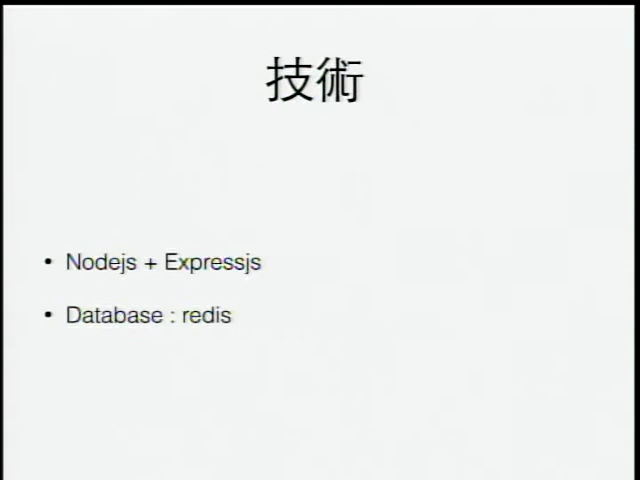 技術
• Nodejs + Expressjs
• Database : redis